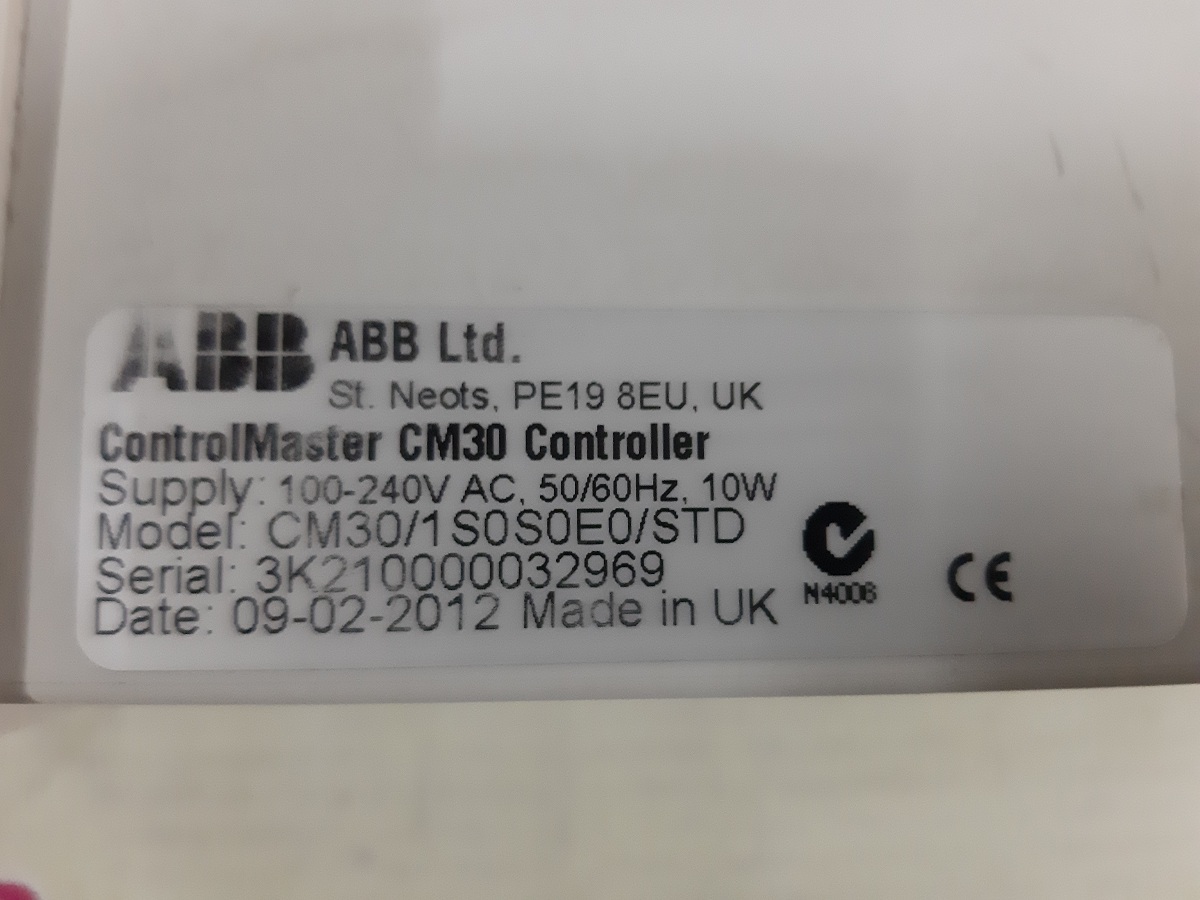 ABB ABB Ltd.
St. Neots, PE19 8EU, UK
ControlMaster CM30 Controller
Supply: 100-240V AC, 50/60Hz, 10W
Model: CM30/1S0S0E0/STD
Serial: 3K210000032969
Date: 09-02-2012 Made in UK
N4006
CE